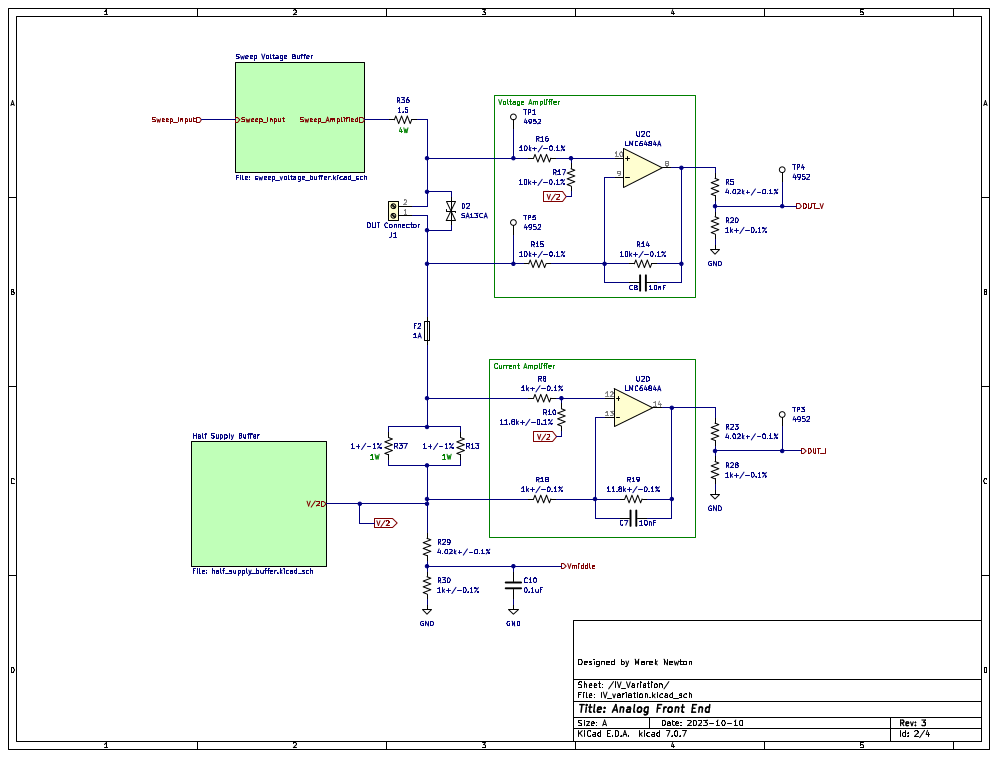 1 2 3 4 5
A A
B B
C C
D D
Sweep Voltage Buffer
Sweep_Input
Sweep_Input
Sweep_Amplified
File: sweep_voltage_buffer.kicad_sch
R36
1.5
4W
2
1
DUT Connector
J1
D2
SA13CA
Voltage Amplifier
TP1
4952
R16
10k+/-0.1%
R17
10k+/-0.1%
V/2
U2C
LMC6484A
10
+
9
-
8
TP5
4952
R15
10k+/-0.1%
R14
10k+/-0.1%
C8 10nF
R5
4.02k+/-0.1%
TP4
4952
DUT_V
R20
1k+/-0.1%
GND
F2
1A
Current Amplifier
R8
1k+/-0.1%
R10
11.8k+/-0.1%
V/2
U2D
LMC6484A
12
+
13
-
14
R18
1k+/-0.1%
R19
11.8k+/-0.1%
C7 10nF
R23
4.02k+/-0.1%
TP3
4952
DUT_I
R28
1k+/-0.1%
GND
1+/-1% R37
1W
1+/-1% R13
1W
Half Supply Buffer
V/2
V/2
File: half_supply_buffer.kicad_sch
R29
4.02k+/-0.1%
R30
1k+/-0.1%
GND
Vmiddle
C10
0.1uF
GND
Designed by Marek Newton
Sheet: /IV_Variation/
File: IV_variation.kicad_sch
Title: Analog Front End
Size: A Date: 2023-10-10 Rev: 3
KiCad E.D.A. kicad 7.0.7 Id: 2/4
1 2 3 4 5